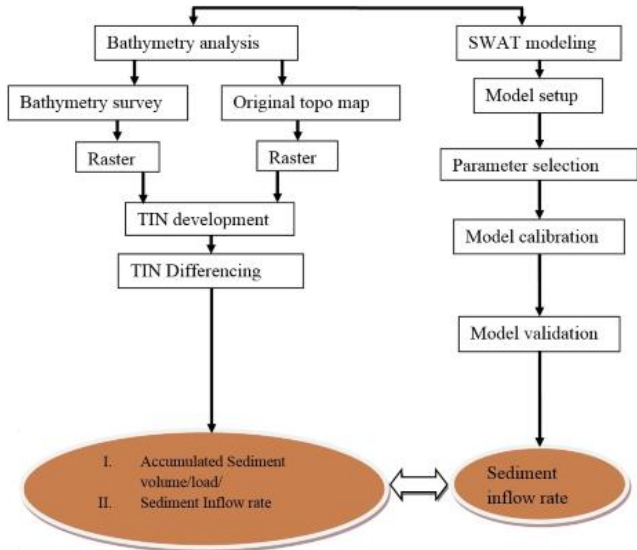 Bathymetry analysis
SWAT modeling
Bathymetry survey
Original topo map
Model setup
Raster
Raster
Parameter selection
TIN development
Model calibration
TIN Differencing
Model validation
I. Accumulated Sediment
volume/load/
II. Sediment Inflow rate
Sediment
inflow rate